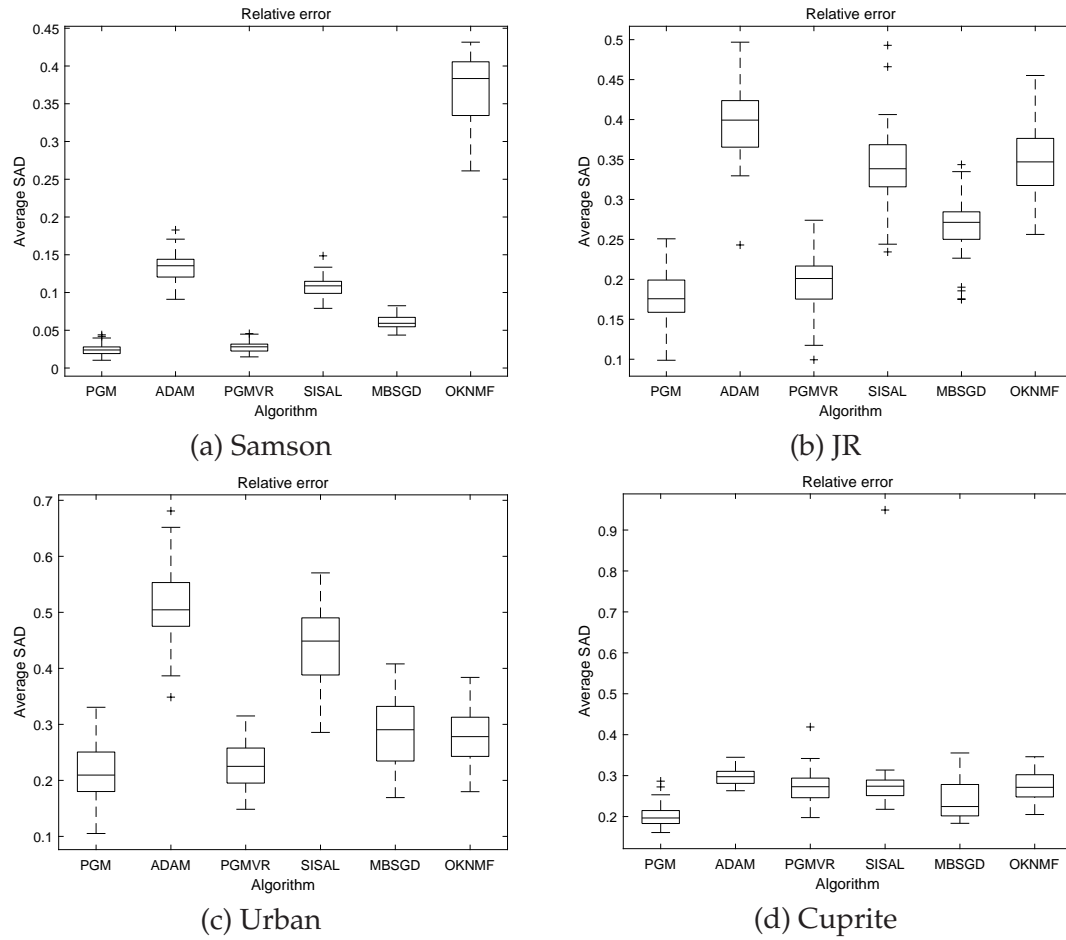 Relative error
0.45
0.4
0.35
0.3
0.25
0.2
0.15
0.1
0.05
0
Average SAD
PGM ADAM PGMVR SISAL MBSGD OKNMF
Algorithm
(a) Samson
Relative error
0.5
0.45
0.4
0.35
0.3
0.25
0.2
0.15
0.1
Average SAD
PGM ADAM PGMVR SISAL MBSGD OKNMF
Algorithm
(b) JR
Relative error
0.7
0.6
0.5
0.4
0.3
0.2
0.1
Average SAD
PGM ADAM PGMVR SISAL MBSGD OKNMF
Algorithm
(c) Urban
Relative error
0.9
0.8
0.7
0.6
0.5
0.4
0.3
0.2
Average SAD
PGM ADAM PGMVR SISAL MBSGD OKNMF
Algorithm
(d) Cuprite